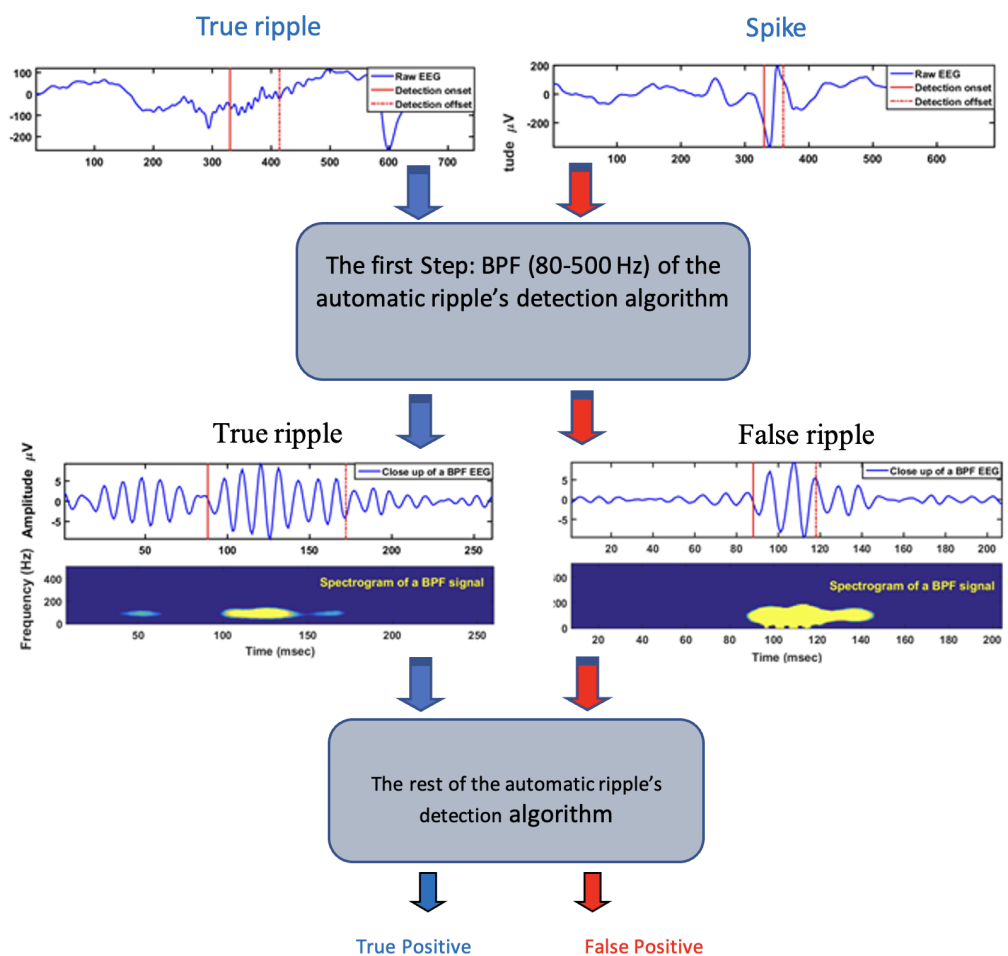 True ripple
Spike
100
0
-100
-200
Raw EEG
Detection onset
Detection offset
100 200 300 400 500 600 700
tude μV
200
0
-200
Raw EEG
Detection onset
Detection offset
100 200 300 400 500 600
The first Step: BPF (80-500 Hz) of the
automatic ripple's detection algorithm
True ripple
False ripple
Amplitude μV
5
0
-5
Close up of a BPF EEG
50 100 150 200 250
5
0
-5
Close up of a BPF EEG
20 40 60 80 100 120 140 160 180 200
Frequency (Hz)
400
200
0
Spectrogram of a BPF signal
50 100 150 200 250
Time (msec)
0
Spectrogram of a BPF signal
20 40 60 80 100 120 140 160 180 200
Time (msec)
The rest of the automatic ripple's
detection algorithm
True Positive
False Positive